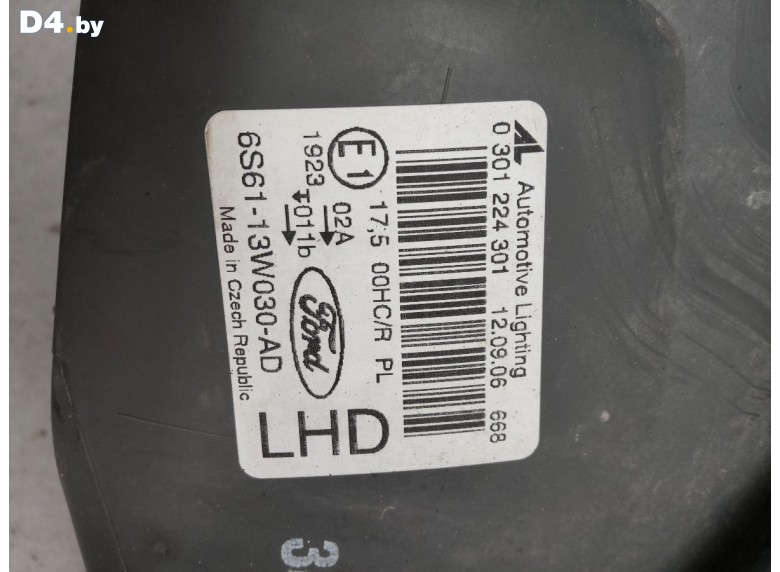 D4.by
Automotive Lighting
0 301 224 301 12.09.06 668
E1 17,5 00HC/R PL
02A
1923 011b
Ford
6S61-13W030-AD
Made in Czech Republic
LHD